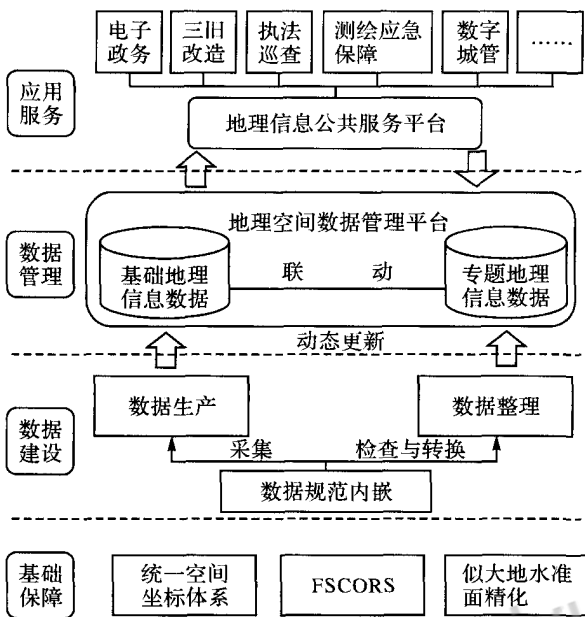 电子
政务
三旧
改造
执法
巡查
测绘应急
保障
数字
城管
……
应用
服务
地理信息公共服务平台
地理空间数据管理平台
数据
管理
基础地理
信息数据
联 动
专题地理
信息数据
动态更新
数据生产
数据整理
数据
建设
采集
检查与转换
数据规范内嵌
基础
保障
统一空间
坐标体系
FSCORS
似大地水准
面精化